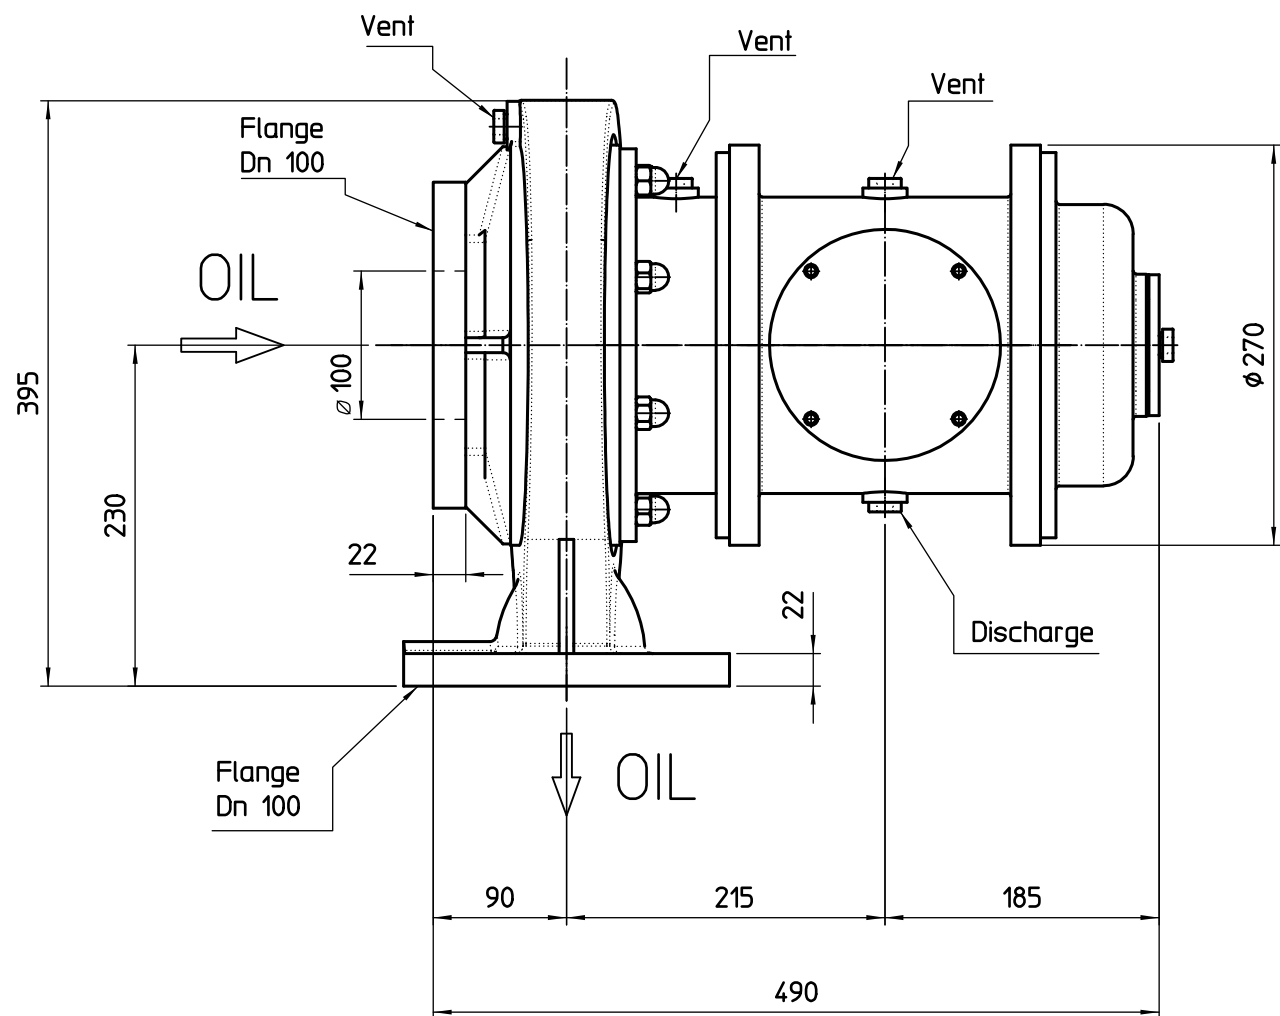 Vent
Vent
Vent
Flange
Dn 100
OIL
395
230
⌀100
ϕ270
22
22
Discharge
Flange
Dn 100
OIL
90
215
185
490